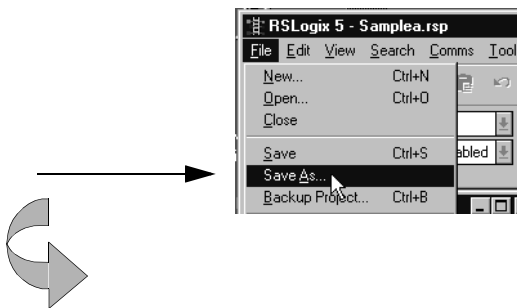 RSLogix 5 - Samplea.rsp
File Edit View Search Comms Tool
New... Ctrl+N
Open... Ctrl+O
Close
Save Ctrl+S
abled
Save As...
Backup Project... Ctrl+B